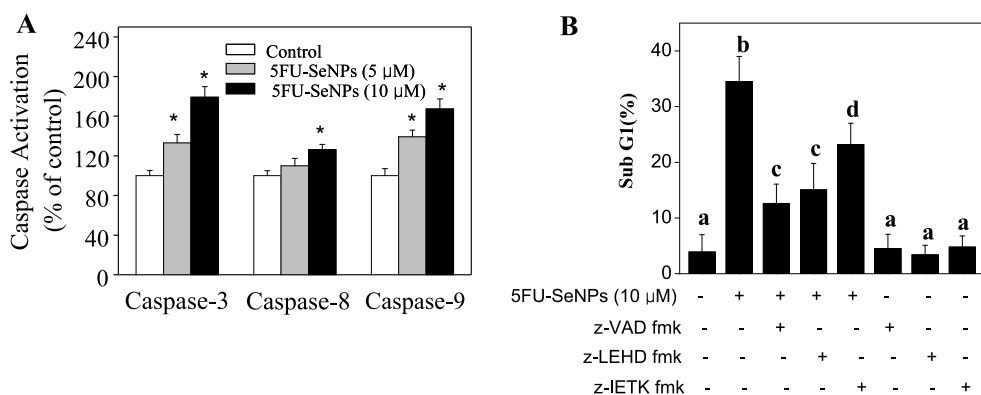 A
Caspase Activation
(% of control)
240
200
160
120
80
40
0
Control
5FU-SeNPs (5 μM)
5FU-SeNPs (10 μM)
* *
*
* *
Caspase-3 Caspase-8 Caspase-9
B
Sub G1(%)
40
30
20
10
0
a b c c d a a a
5FU-SeNPs (10 μM) - + + + + - - -
z-VAD fmk - - + - - + - -
z-LEHD fmk - - - + - - + -
z-IETK fmk - - - - + - - +